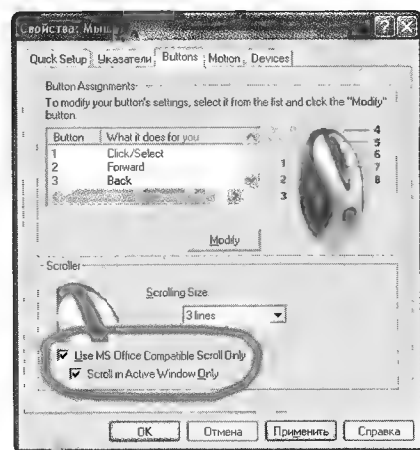 Свойства: Мышь
Quick Setup Указатели Buttons Motion Devices
Button Assignments
To modify your button's settings, select it from the list and click the "Modify"
button.
Button What it does for you
1 Click/Select
2 Forward
3 Back
4
5
6
1 7
2 8
3
Modify
Scroller
Scrolling Size
3 lines
Use MS Office Compatible Scroll Only
Scroll in Active Window Only
OK Отмена Применить Справка